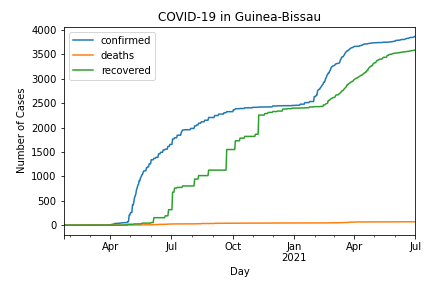 COVID-19 in Guinea-Bissau
confirmed
deaths
recovered
Number of Cases
4000
3500
3000
2500
2000
1500
1000
500
0
Apr
Jul
Oct
Jan
2021
Apr
Jul
Day